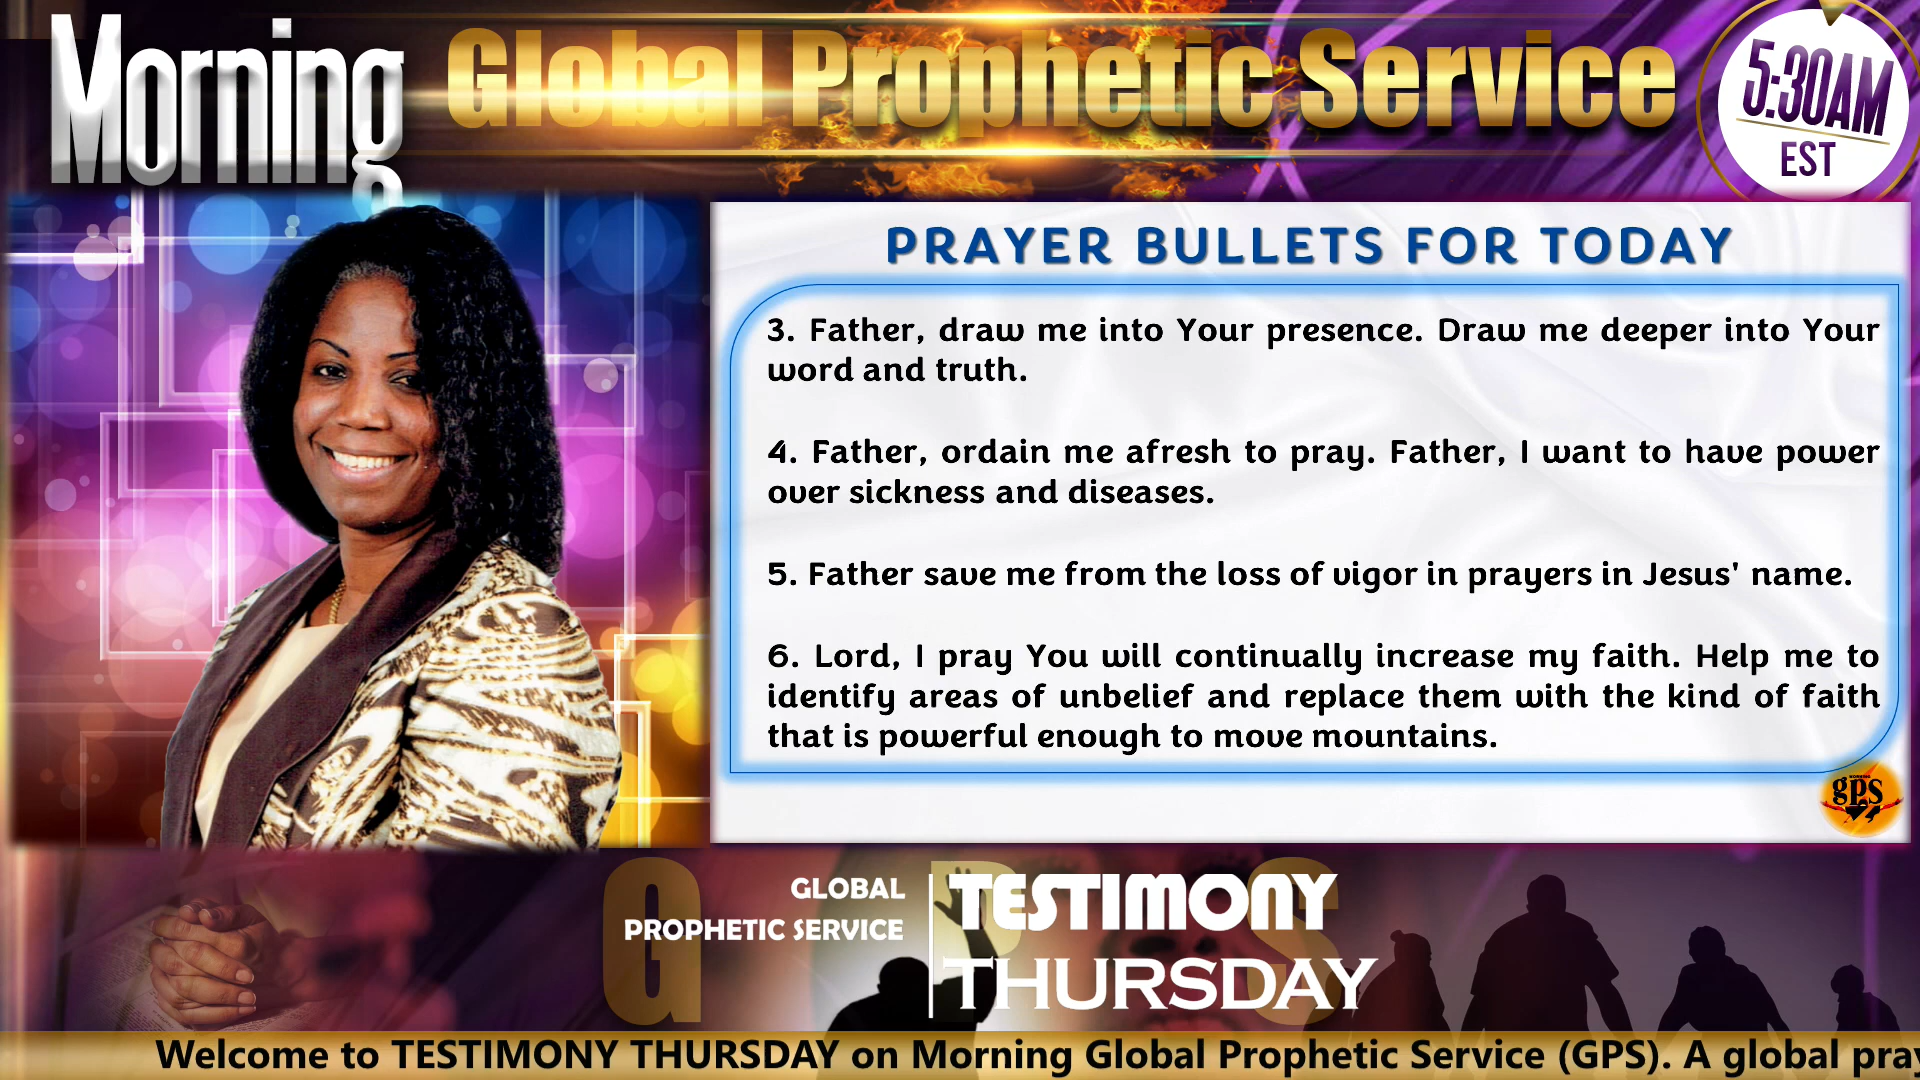 Morning Global Prophetic Service
5:30AM
EST
PRAYER BULLETS FOR TODAY
3. Father, draw me into Your presence. Draw me deeper into Your
word and truth.
4. Father, ordain me afresh to pray. Father, I want to have power
over sickness and diseases.
5. Father save me from the loss of vigor in prayers in Jesus' name.
6. Lord, I pray You will continually increase my faith. Help me to
identify areas of unbelief and replace them with the kind of faith
that is powerful enough to move mountains.
MORNING
gps
G P S
GLOBAL
PROPHETIC SERVICE
TESTIMONY
THURSDAY
Welcome to TESTIMONY THURSDAY on Morning Global Prophetic Service (GPS). A global pray